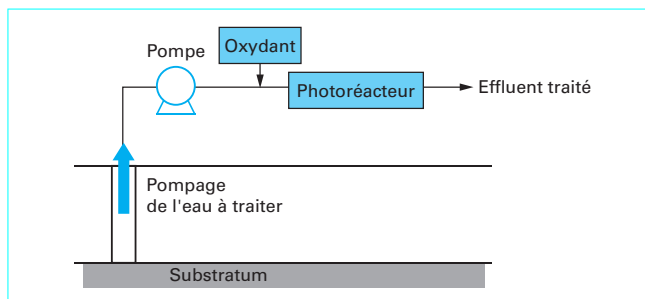 Pompe
Oxydant
Photoréacteur
Effluent traité
Pompage
de l'eau à traiter
Substratum